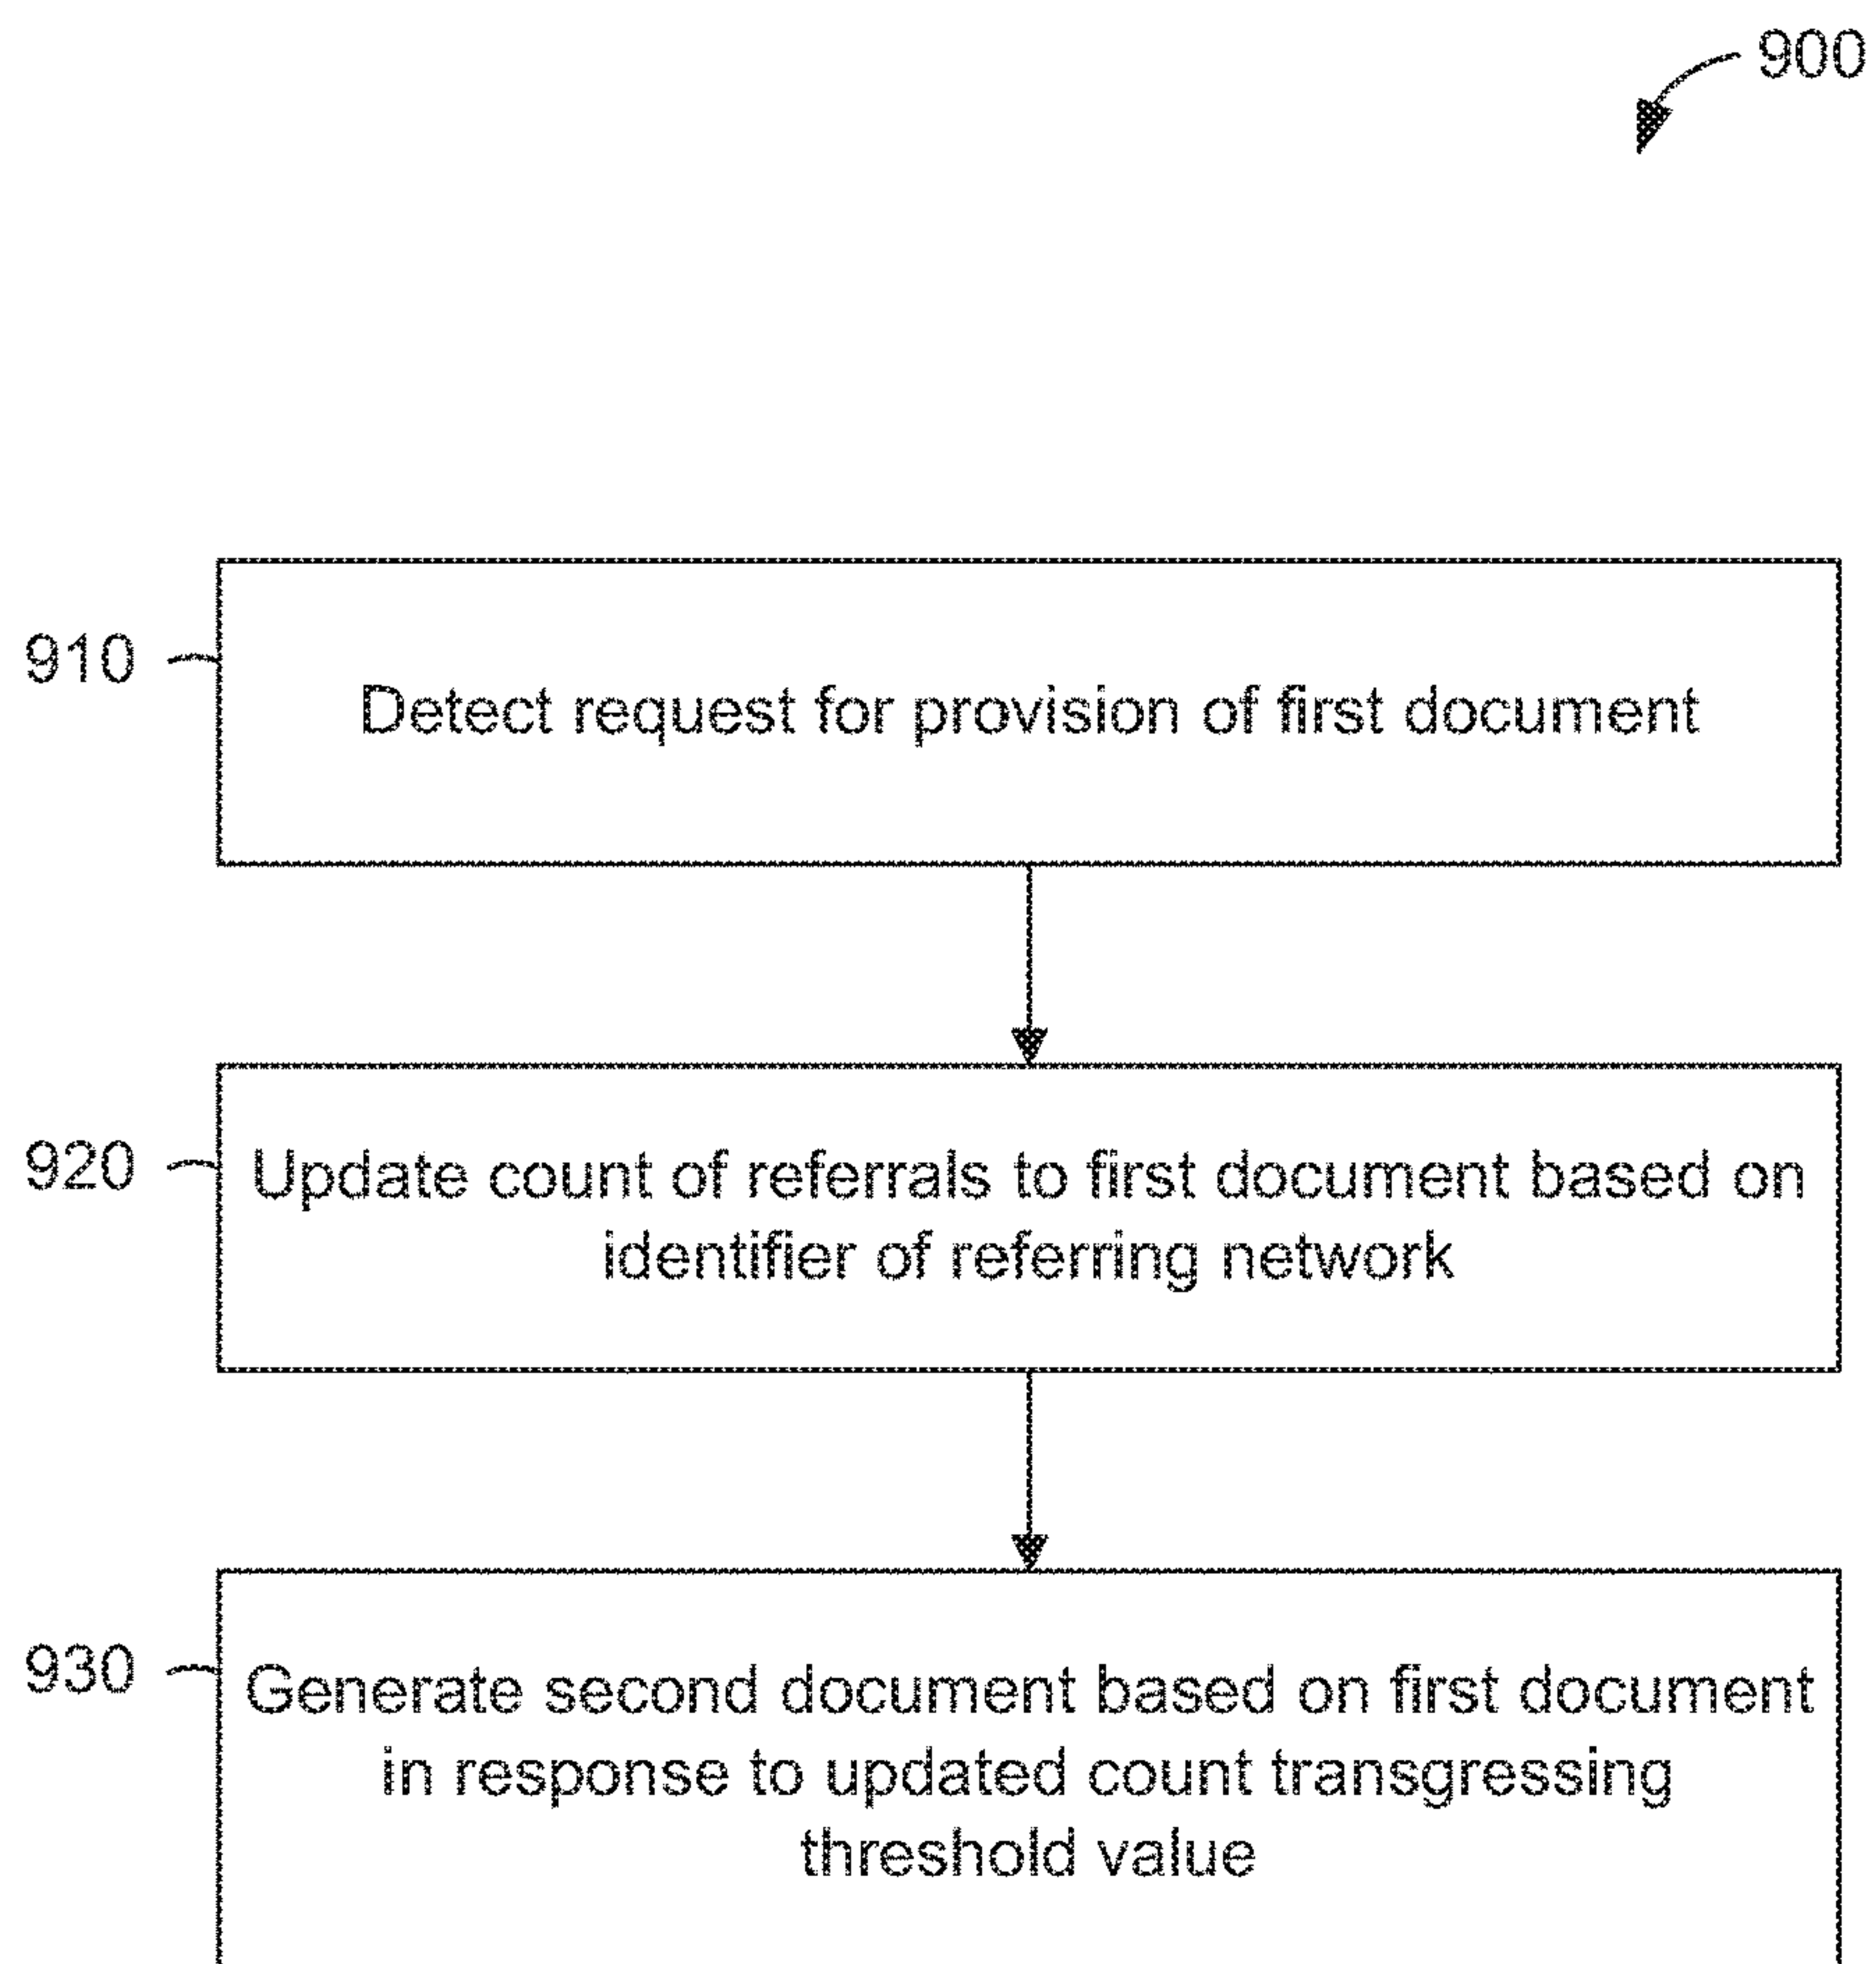 900
910
Detect request for provision of first document
920
Update count of referrals to first document based on
identifier of referring network
930
Generate second document based on first document
in response to updated count transgressing
threshold value